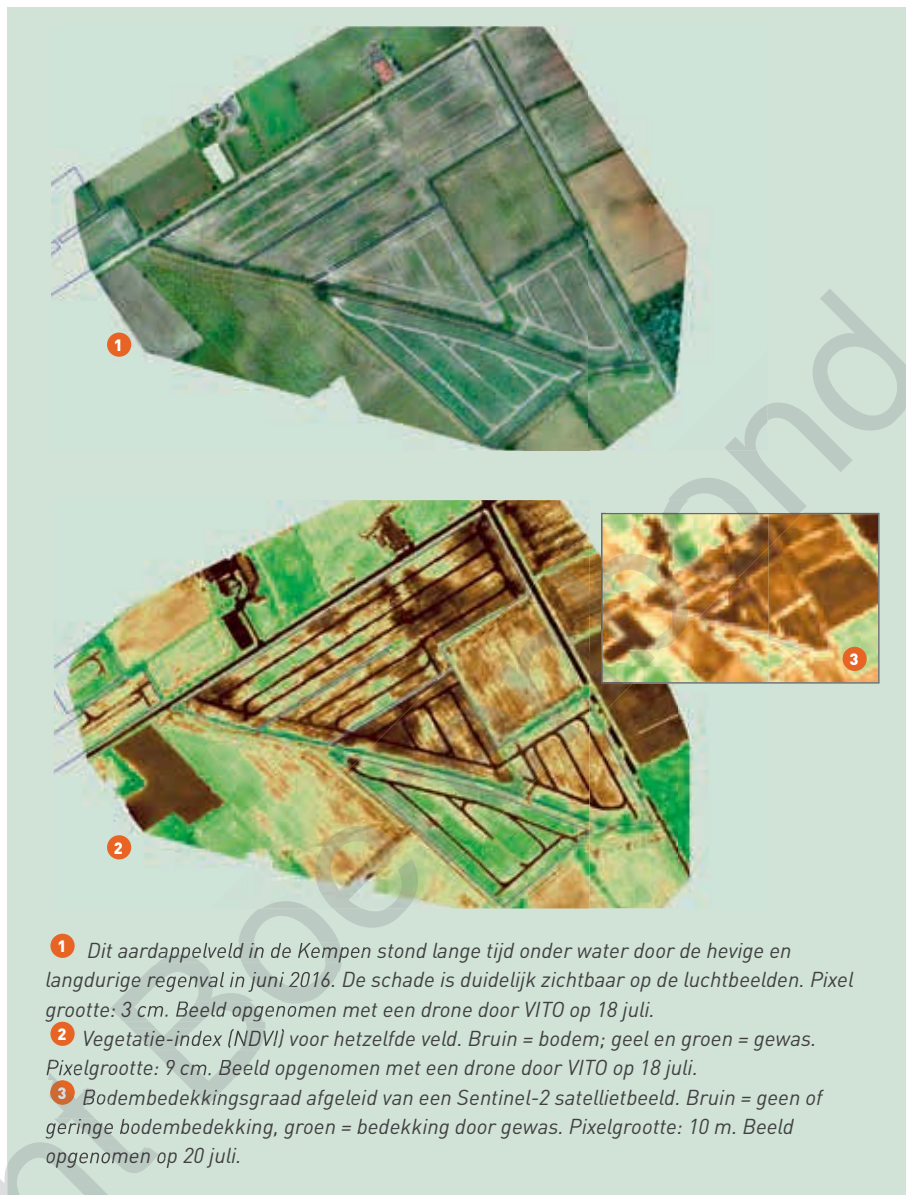 1
2
3
1 Dit aardappelveld in de Kempen stond lange tijd onder water door de hevige en
langdurige regenval in juni 2016. De schade is duidelijk zichtbaar op de luchtbeelden. Pixel
grootte: 3 cm. Beeld opgenomen met een drone door VITO op 18 juli.
2 Vegetatie-index (NDVI) voor hetzelfde veld. Bruin = bodem; geel en groen = gewas.
Pixelgrootte: 9 cm. Beeld opgenomen met een drone door VITO op 18 juli.
3 Bodembedekkingsgraad afgeleid van een Sentinel-2 satellietbeeld. Bruin = geen of
geringe bodembedekking, groen = bedekking door gewas. Pixelgrootte: 10 m. Beeld
opgenomen op 20 juli.